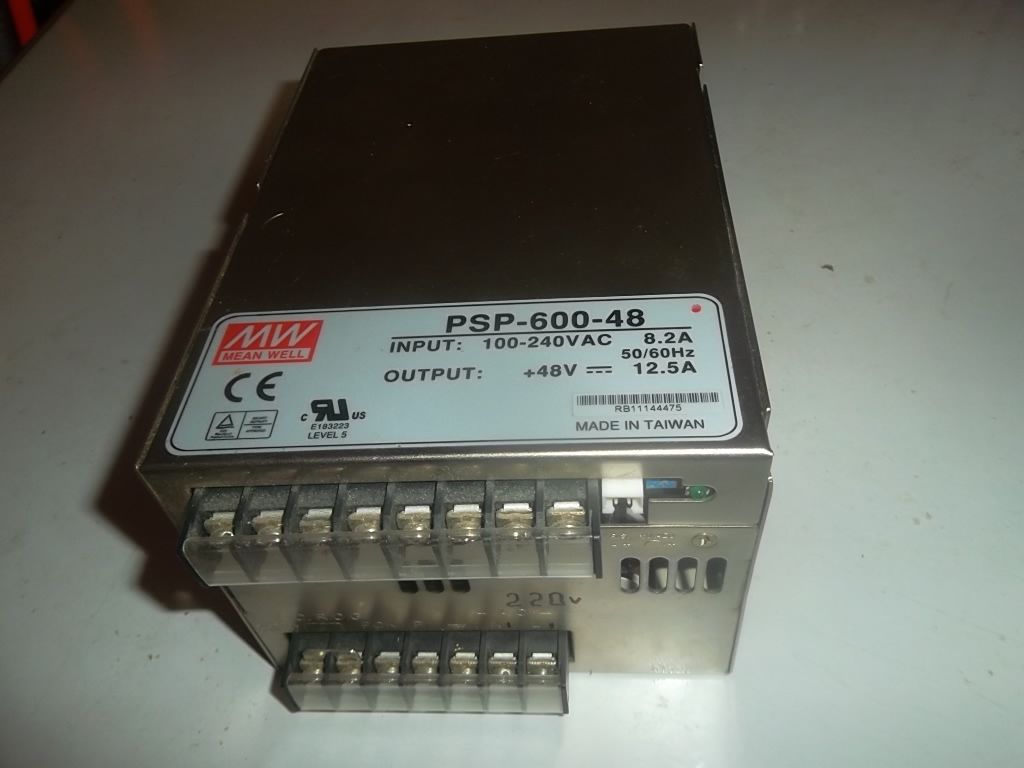 PSP-600-48
MW
MEAN WELL
INPUT: 100-240VAC 8.2A
50/60Hz
OUTPUT: +48V 12.5A
CE
c RU US
E183223
LEVEL 5
RB11144475
MADE IN TAIWAN
220v